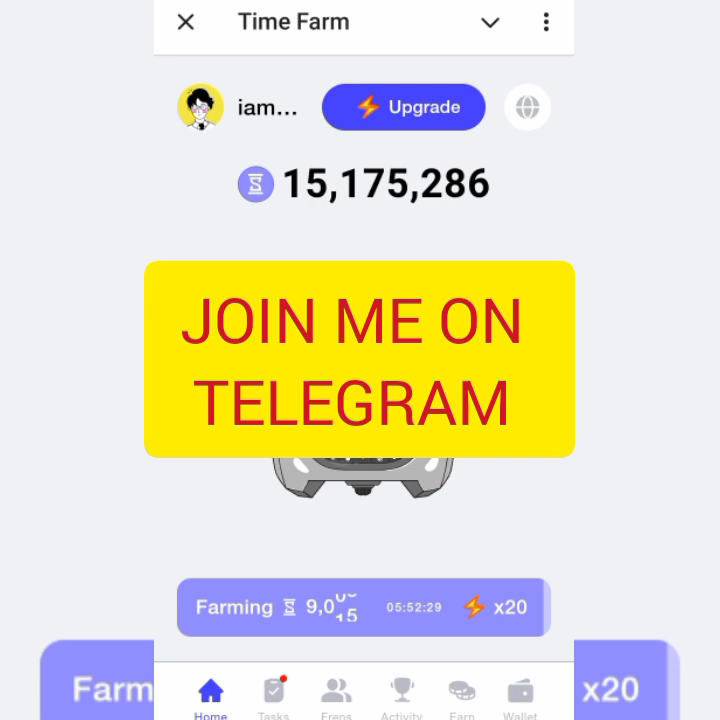 Time Farm
iam...
Upgrade
15,175,286
JOIN ME ON
TELEGRAM
Farming
05:52:29
x20
Farm
x20
Home
Tasks
Frens
Activity
Earn
Wallet